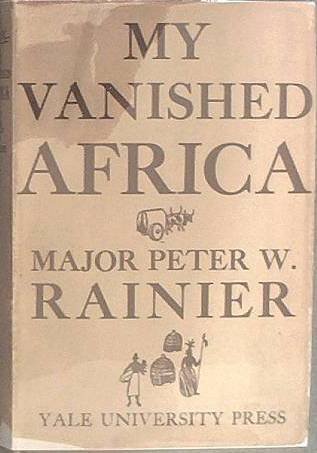 MY
VANISHED
AFRICA
MAJOR PETER W.
RAINIER
YALE UNIVERSITY PRESS